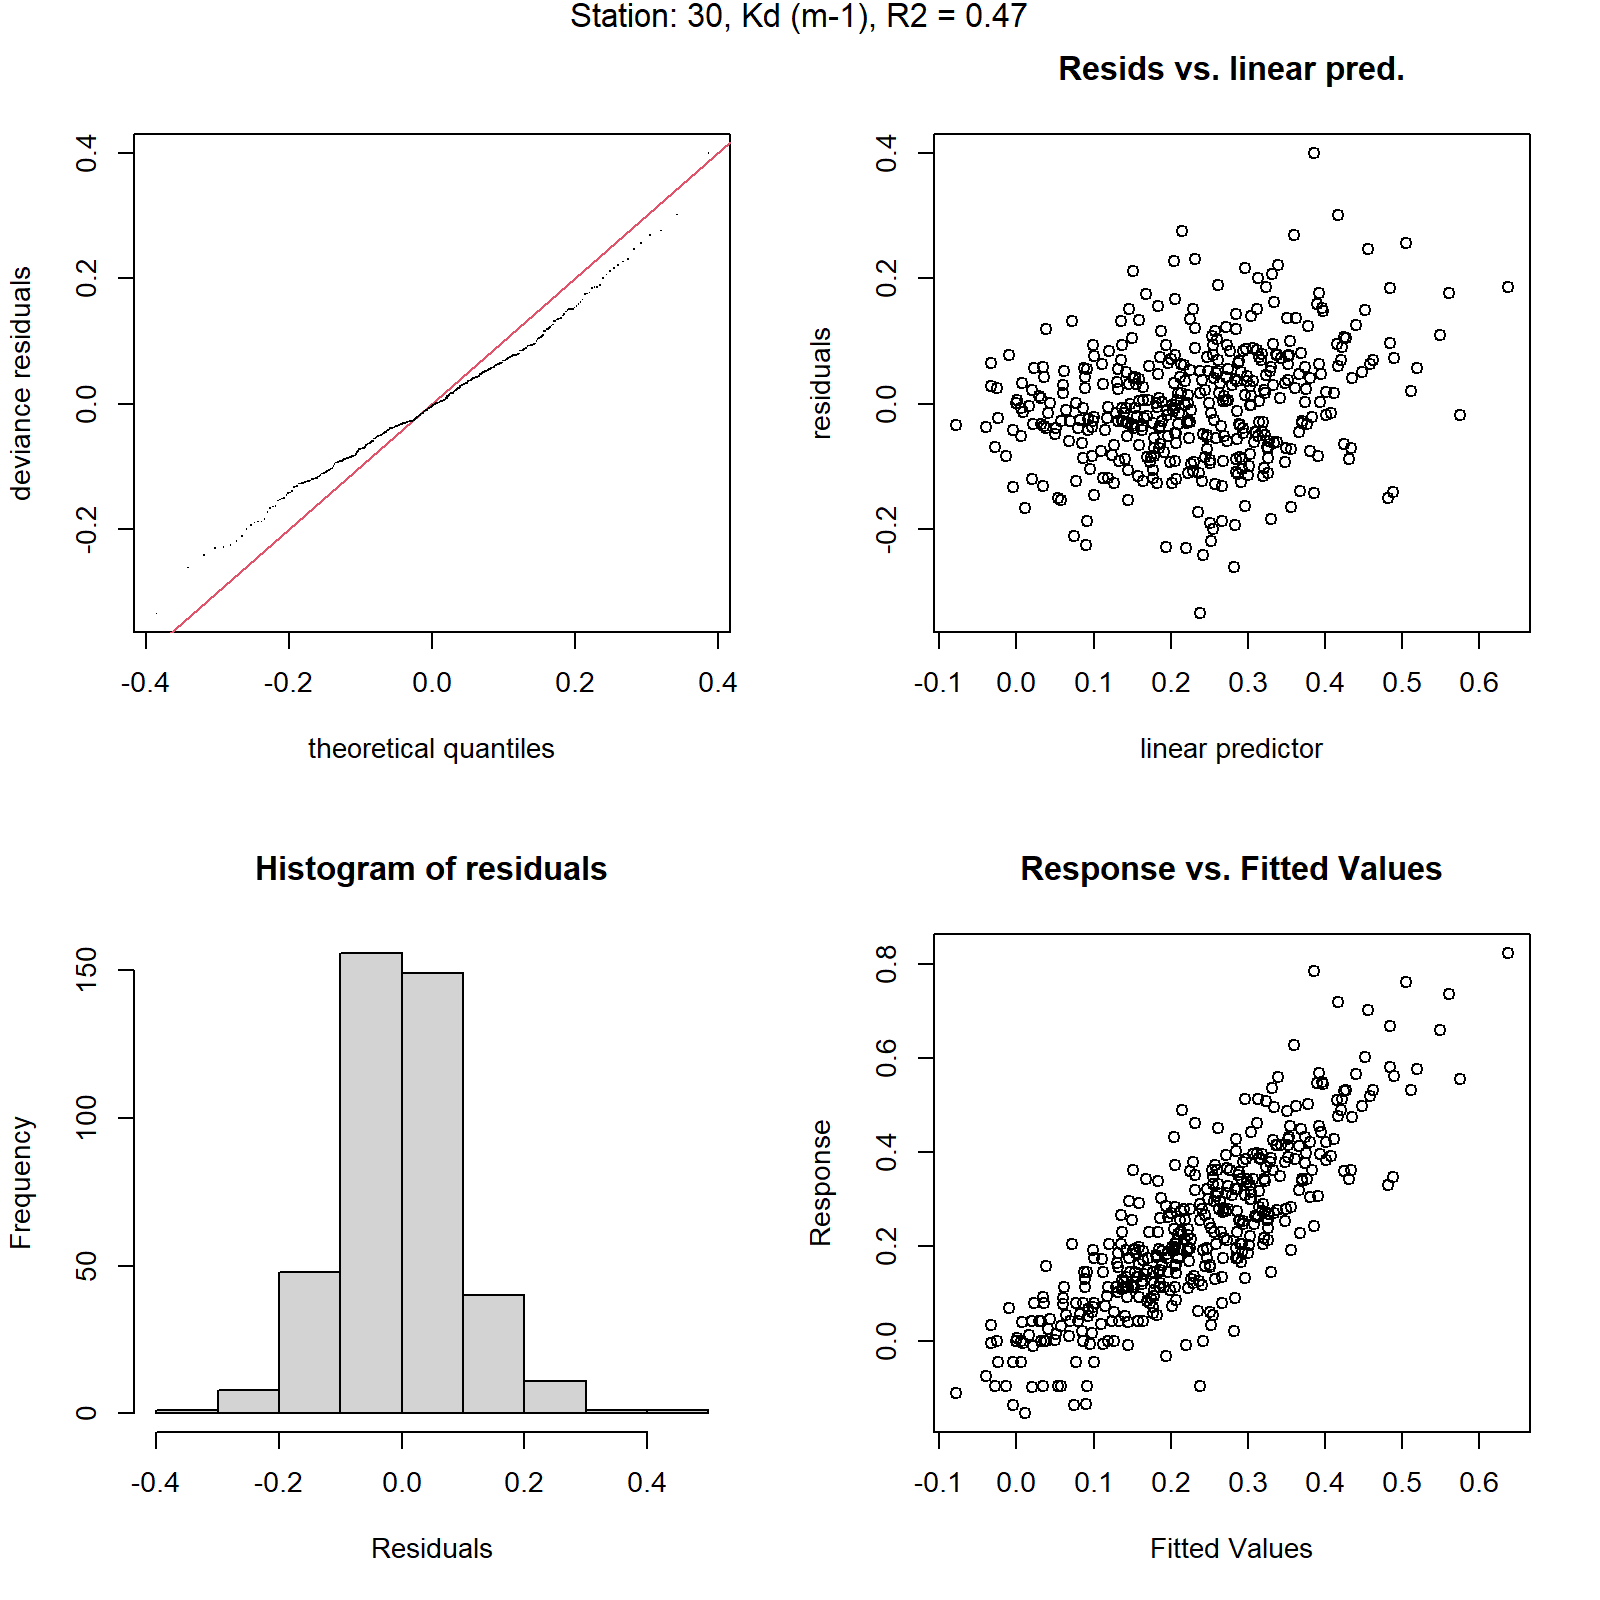 Station: 30, Kd (m-1), R2 = 0.47
deviance residuals
-0.2 0.0 0.2 0.4
-0.4 -0.2 0.0 0.2 0.4
theoretical quantiles
Resids vs. linear pred.
residuals
-0.2 0.0 0.2 0.4
-0.1 0.0 0.1 0.2 0.3 0.4 0.5 0.6
linear predictor
Histogram of residuals
Frequency
0 50 100 150
-0.4 -0.2 0.0 0.2 0.4
Residuals
Response vs. Fitted Values
Response
0.0 0.2 0.4 0.6 0.8
-0.1 0.0 0.1 0.2 0.3 0.4 0.5 0.6
Fitted Values